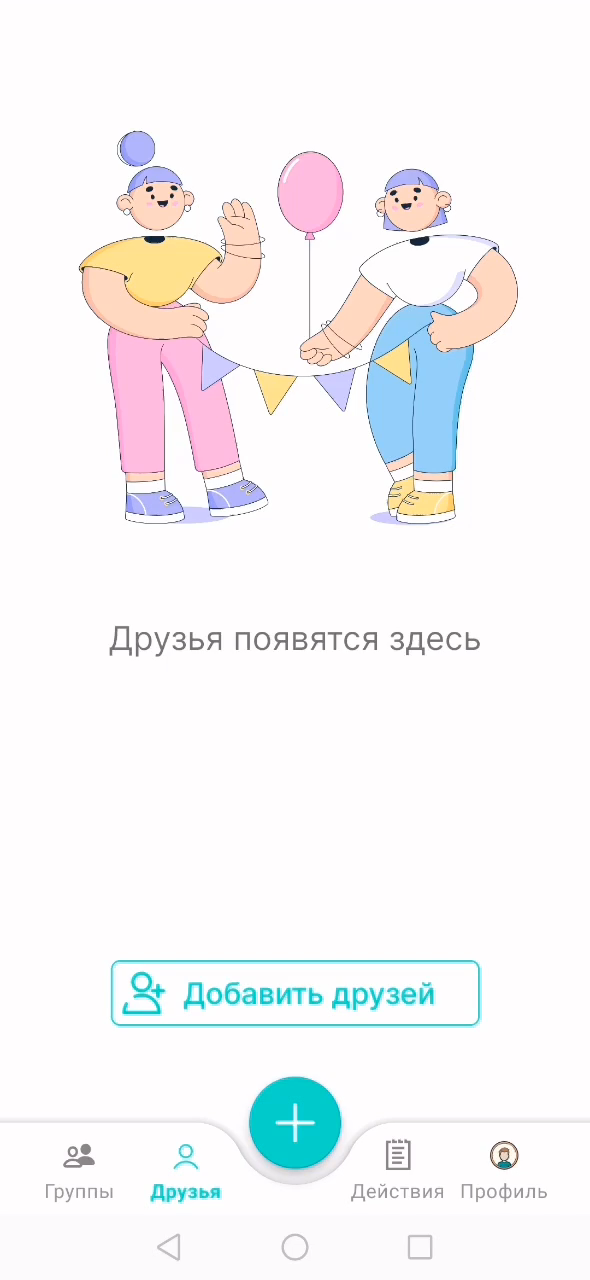 Друзья появятся здесь
Добавить друзей
Группы
Друзья
Действия
Профиль